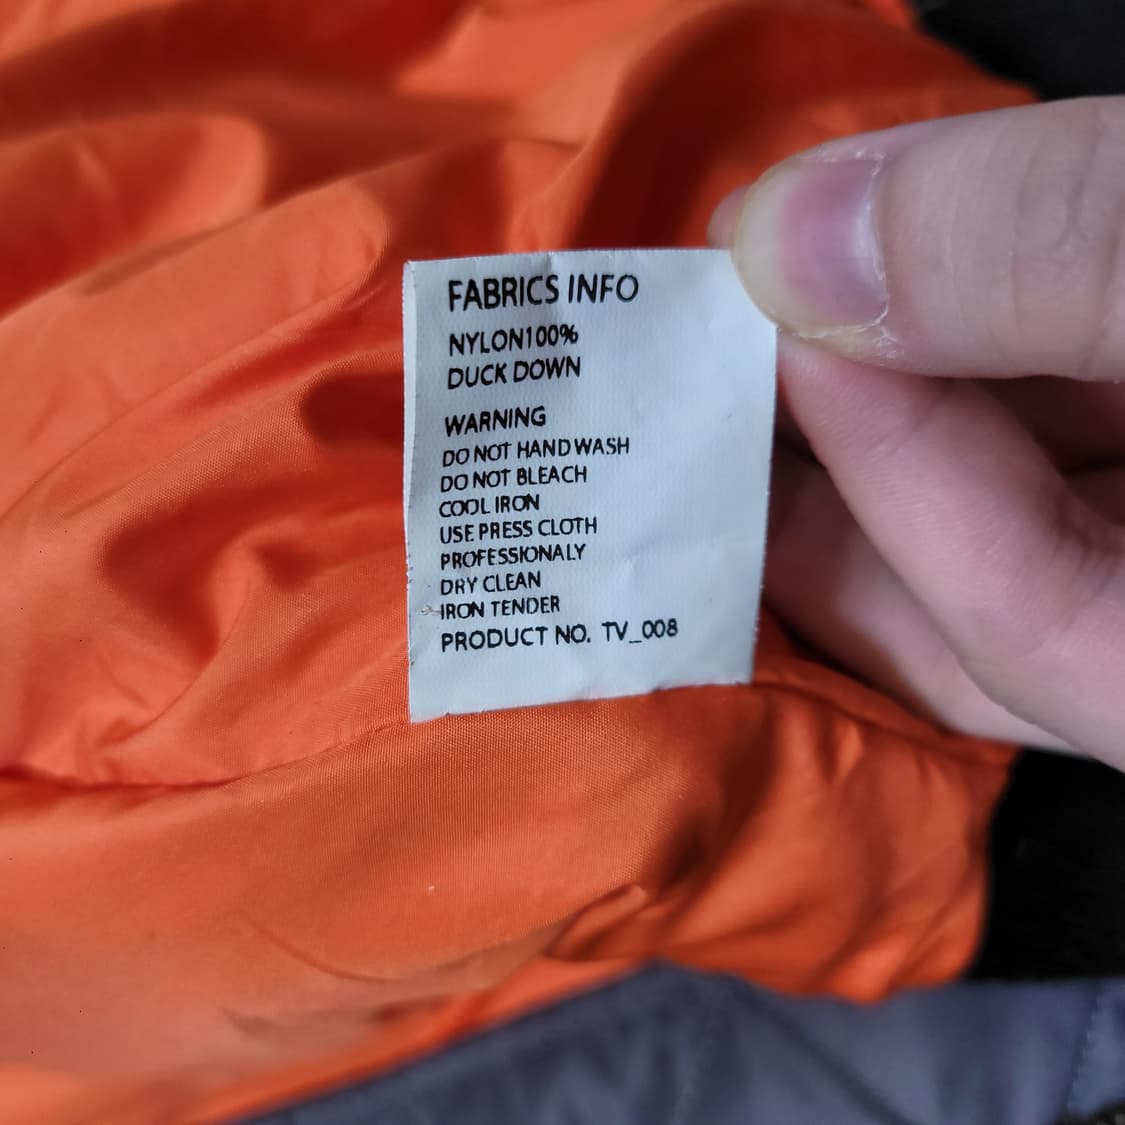 FABRICS INFO
NYLON100%
DUCK DOWN
WARNING
DO NOT HAND WASH
DO NOT BLEACH
COOL IRON
USE PRESS CLOTH
PROFESSIONALY
DRY CLEAN
IRON TENDER
PRODUCT NO. TV_008